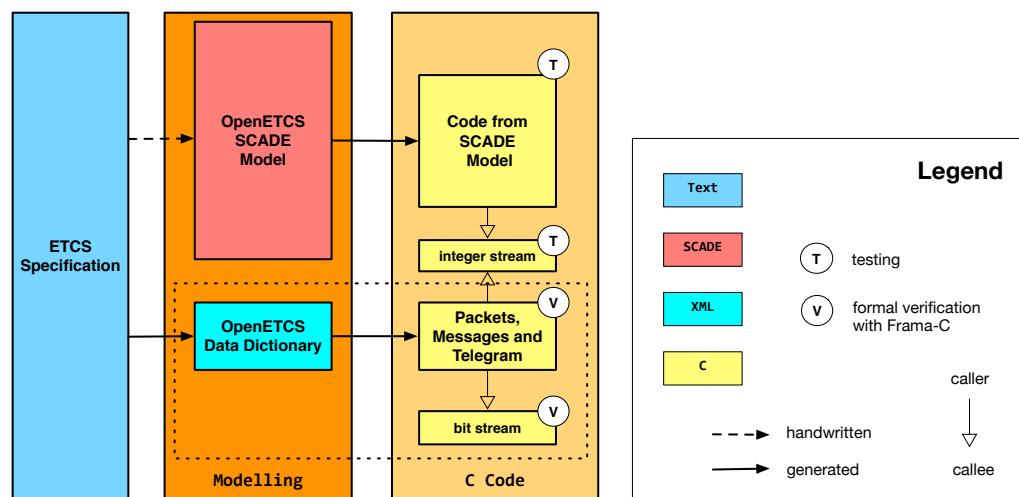 ETCS
Specification
OpenETCS
SCADE
Model
OpenETCS
Data Dictionary
Modelling
T
Code from
SCADE
Model
T
integer stream
V
Packets,
Messages and
Telegram
V
bit stream
C Code
Legend
Text
SCADE
XML
C
T testing
V formal verification
with Frama-C
caller
callee
handwritten
generated